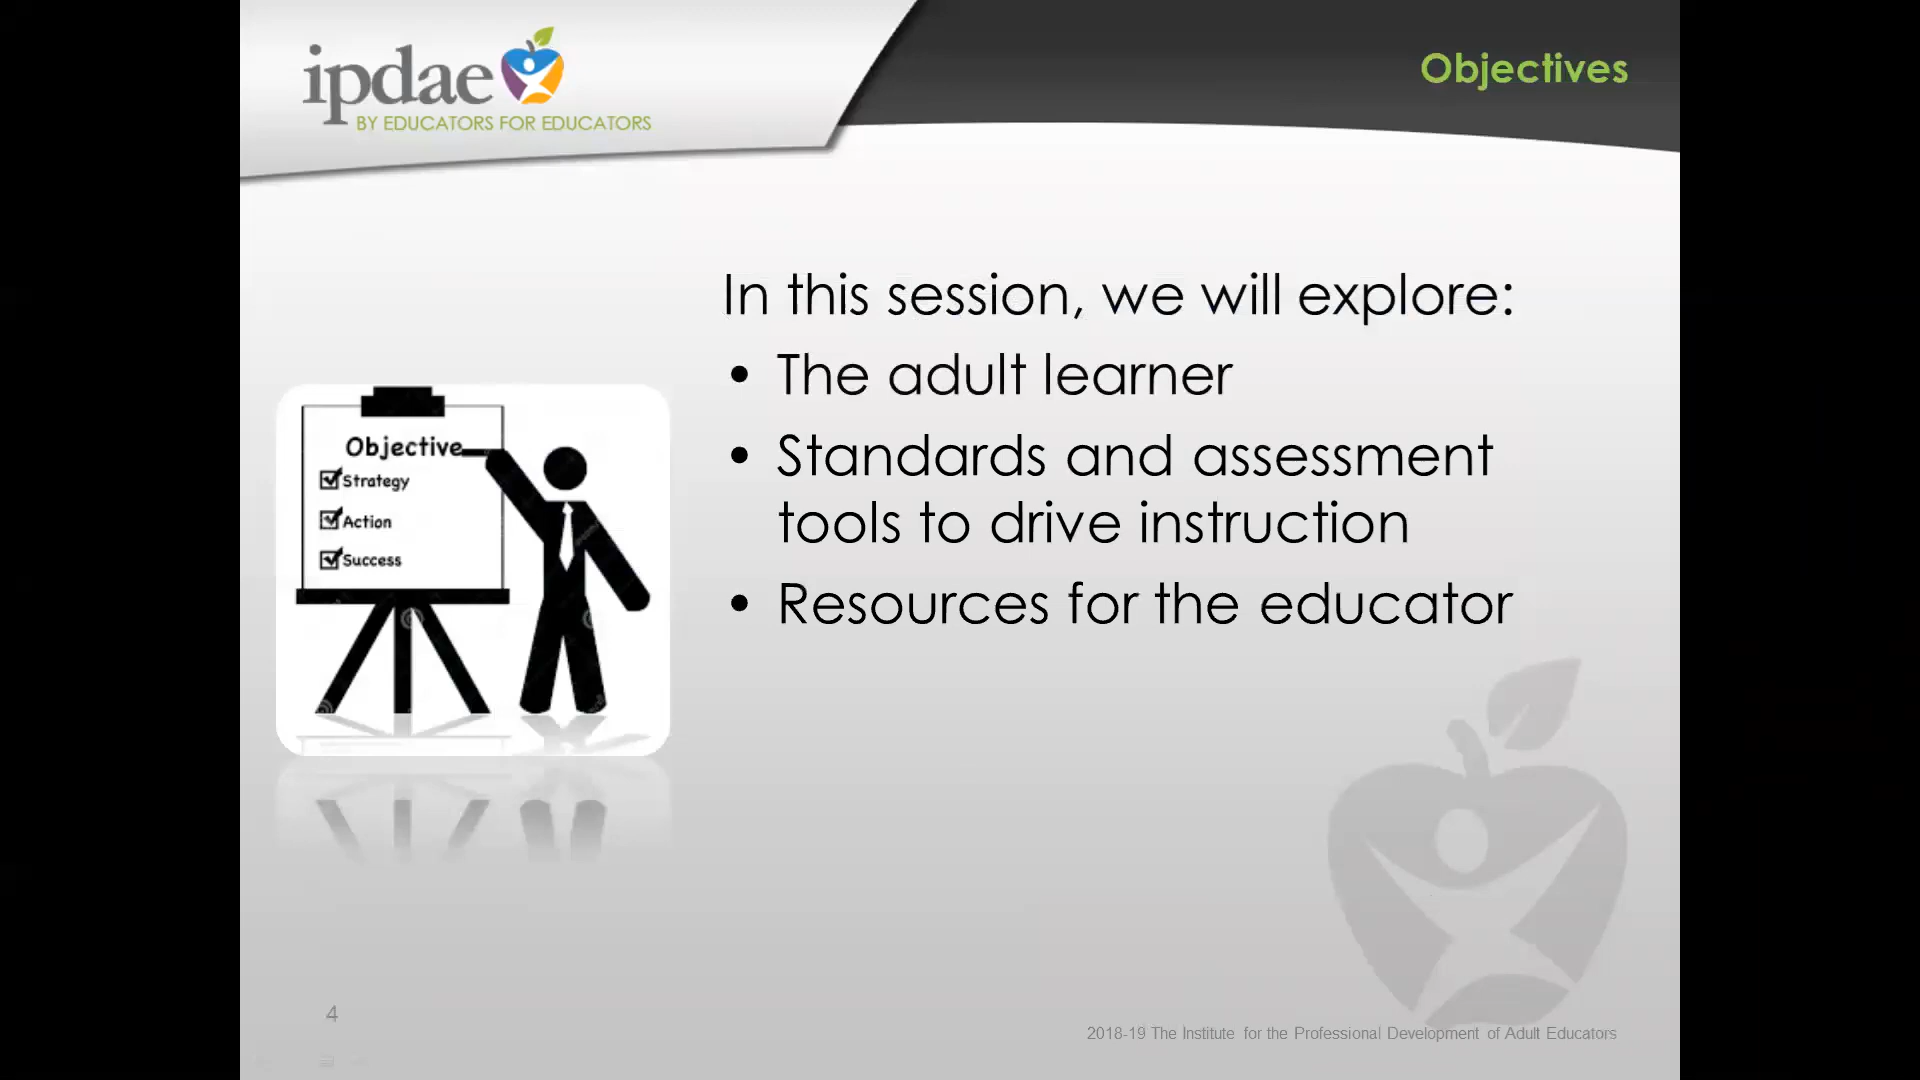 ipdae
BY EDUCATORS FOR EDUCATORS
Objectives
In this session, we will explore:
• The adult learner
• Standards and assessment
tools to drive instruction
• Resources for the educator
Objective
Strategy
Action
Success
4
2018-19 The Institute for the Professional Development of Adult Educators